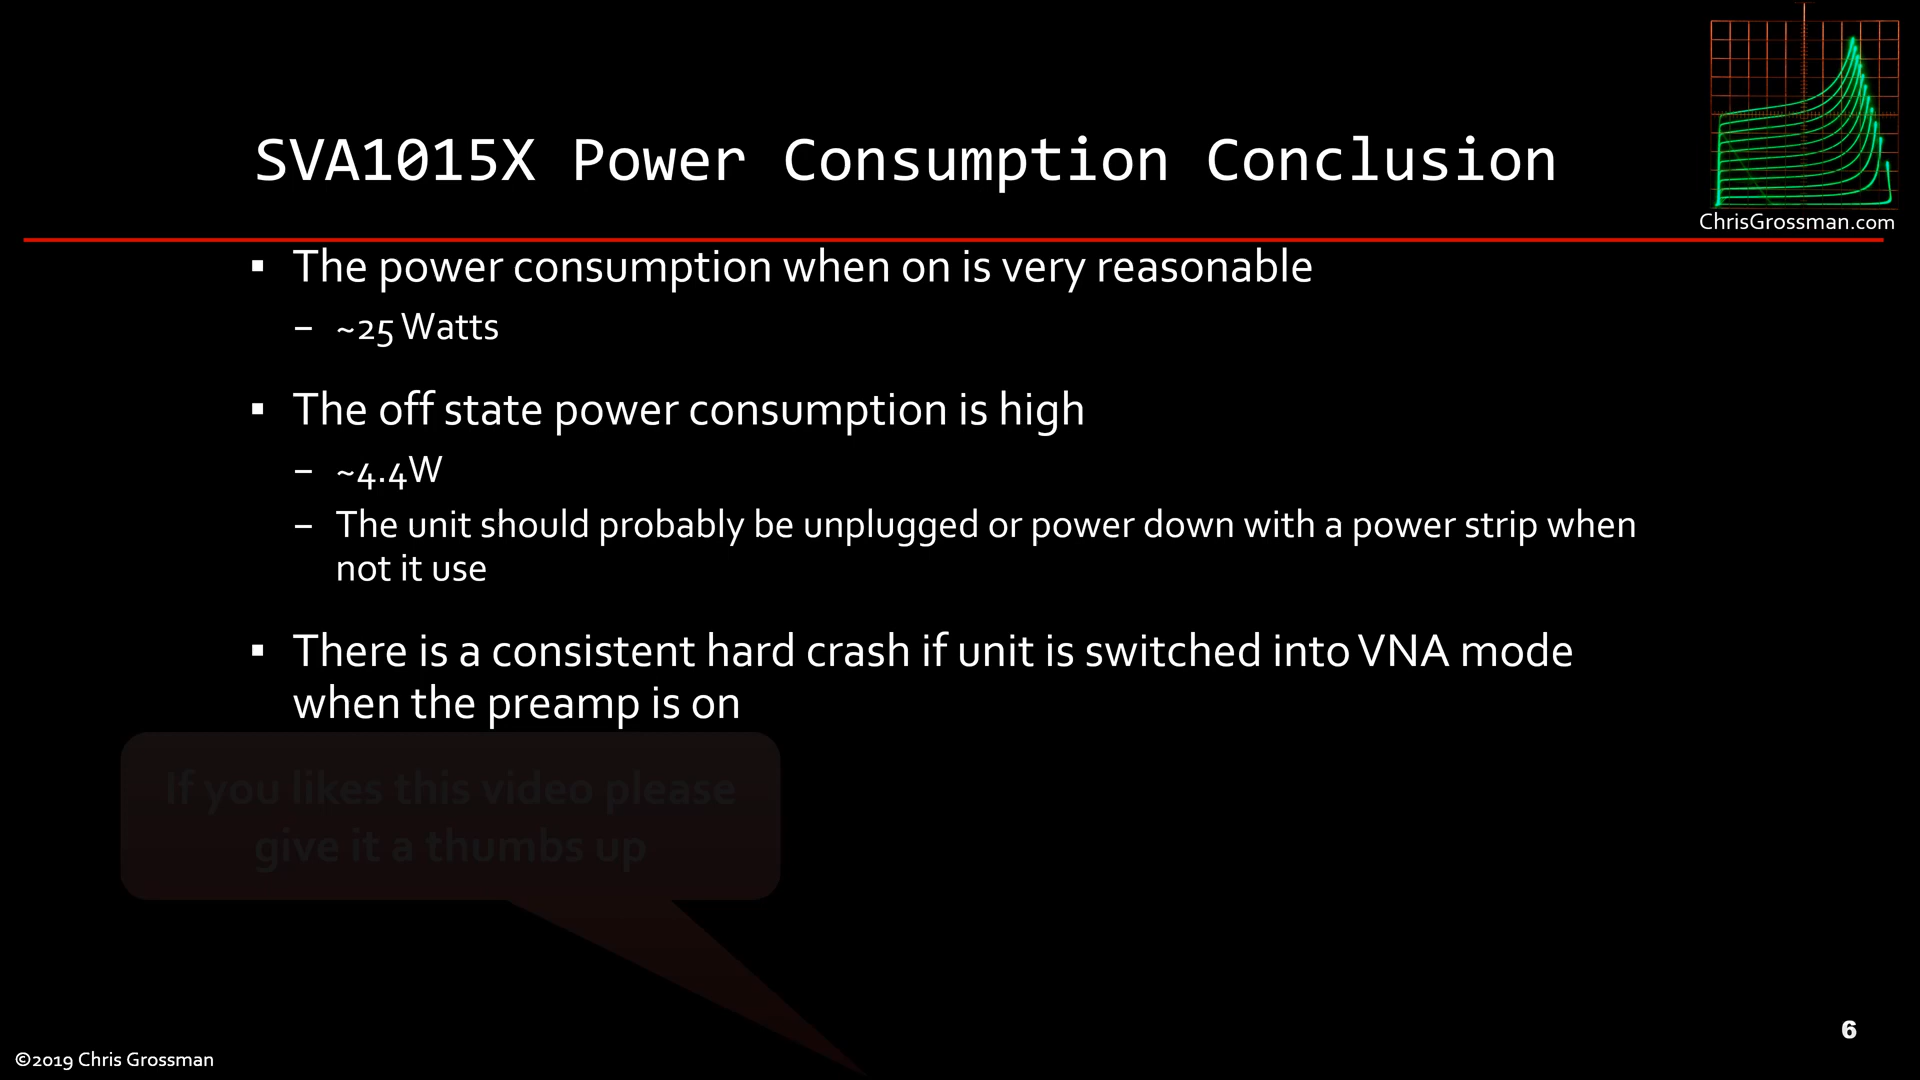 SVA1015X Power Consumption Conclusion
ChrisGrossman.com
▪ The power consumption when on is very reasonable
– ~25 Watts
▪ The off state power consumption is high
– ~4.4W
– The unit should probably be unplugged or power down with a power strip when
not it use
▪ There is a consistent hard crash if unit is switched into VNA mode
when the preamp is on
If you likes this video please
give it a thumbs up
6
©2019 Chris Grossman